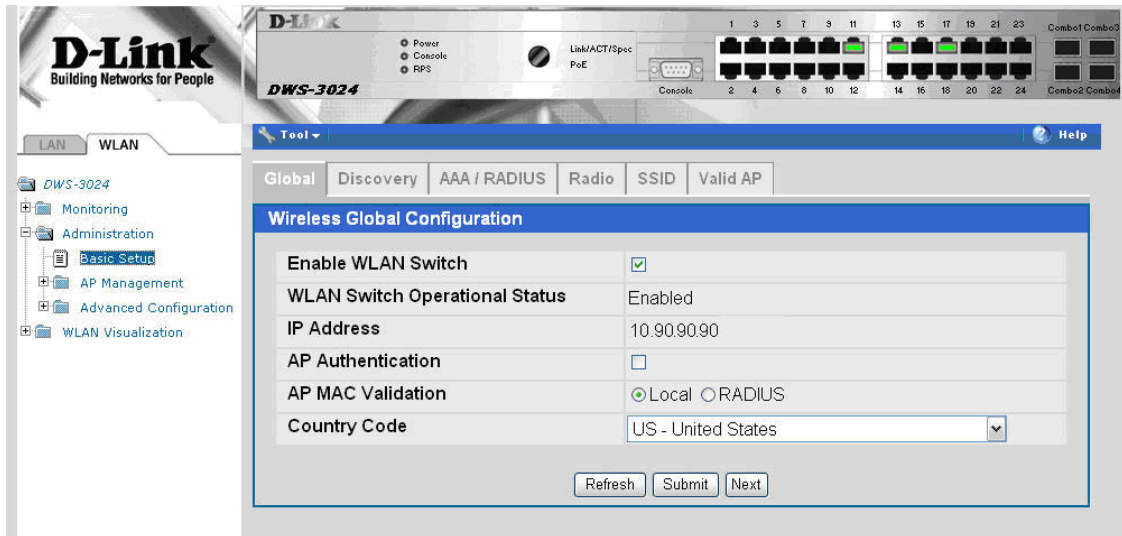 D-Link
Building Networks for People
D-Link
Power
Console
RPS
DWS-3024
Link/ACT/Spec
PoE
Console
1 3 5 7 9 11 13 15 17 19 21 23
2 4 6 8 10 12 14 16 18 20 22 24
Combo1 Combo3
Combo2 Combo4
LAN
WLAN
Tool
Help
DWS-3024
Monitoring
Administration
Basic Setup
AP Management
Advanced Configuration
WLAN Visualization
Global
Discovery
AAA / RADIUS
Radio
SSID
Valid AP
Wireless Global Configuration
Enable WLAN Switch
WLAN Switch Operational Status Enabled
IP Address 10.90.90.90
AP Authentication
AP MAC Validation Local RADIUS
Country Code US - United States
Refresh Submit Next